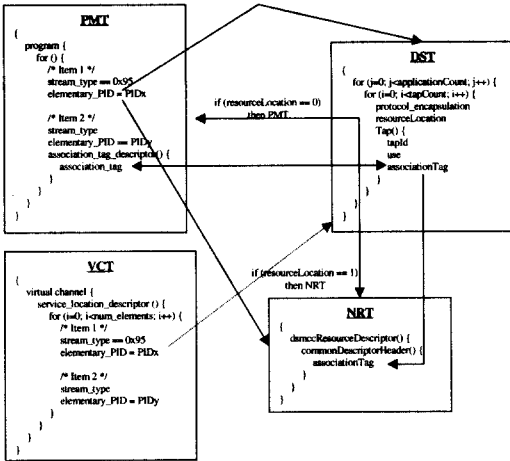 PMT
{
program {
for () {
/* Item 1 */
stream_type == 0x95
elementary_PID = PIDx
/* Item 2 */
stream_type
elementary_PID == PIDy
association_tag_descriptor() {
association_tag
}
}
}
}
DST
{
for (j=0; j<applicationCount; j++) {
for (i=0; i<tapCount; i++) {
protocol_encapsulation
resourceLocation
Tap() {
tapId
use
associationTag
}
}
}
}
if (resourceLocation == 0)
then PMT
VCT
{
virtual channel {
service_location_descriptor () {
for (i=0; i<num_elements; i++) {
/* Item 1 */
stream_type == 0x95
elementary_PID = PIDx
/* Item 2 */
stream_type
elementary_PID = PIDy
}
}
}
}
if (resourceLocation == 1)
then NRT
NRT
{
dsmccResourceDescriptor() {
commonDescriptorHeader() {
associationTag
}
}
}